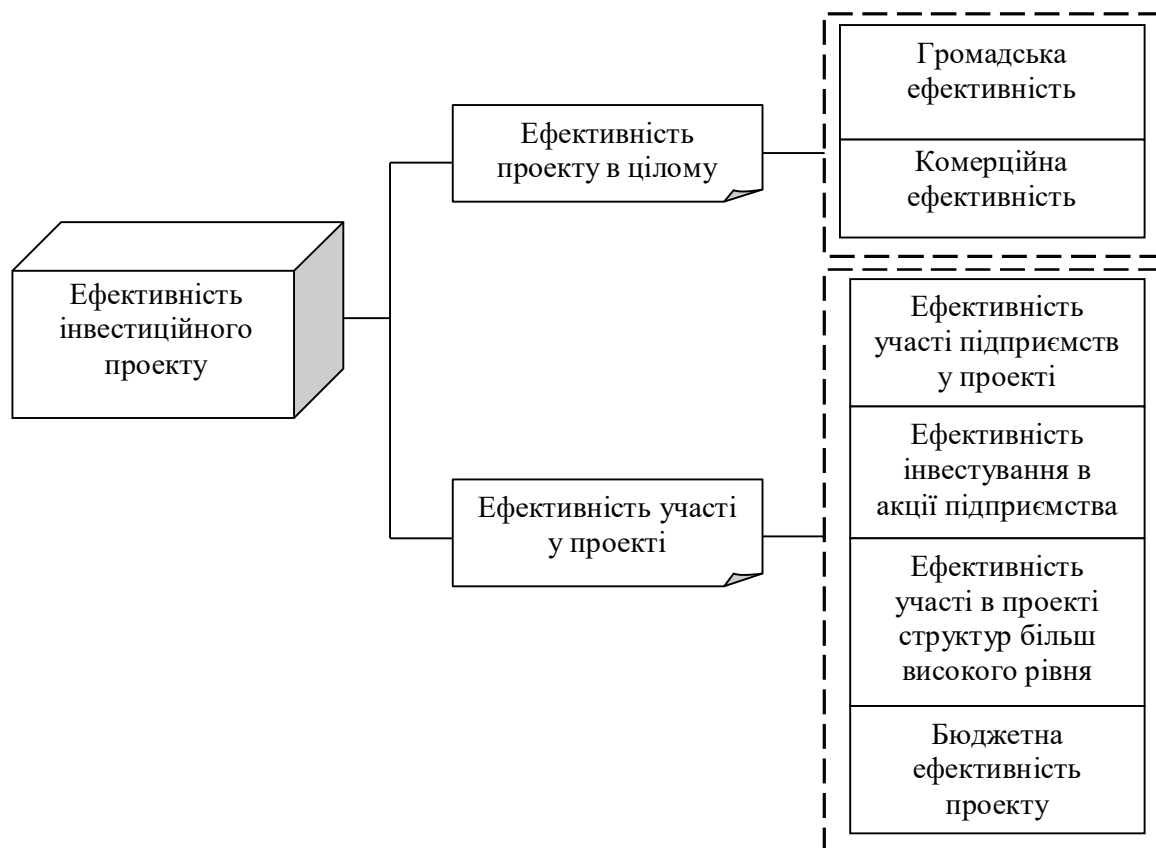 Ефективність
інвестиційного
проекту
Ефективність
проекту в цілому
Громадська
ефективність
Комерційна
ефективність
Ефективність участі
у проекті
Ефективність
участі підприємств
у проекті
Ефективність
інвестування в
акції підприємства
Ефективність
участі в проекті
структур більш
високого рівня
Бюджетна
ефективність
проекту